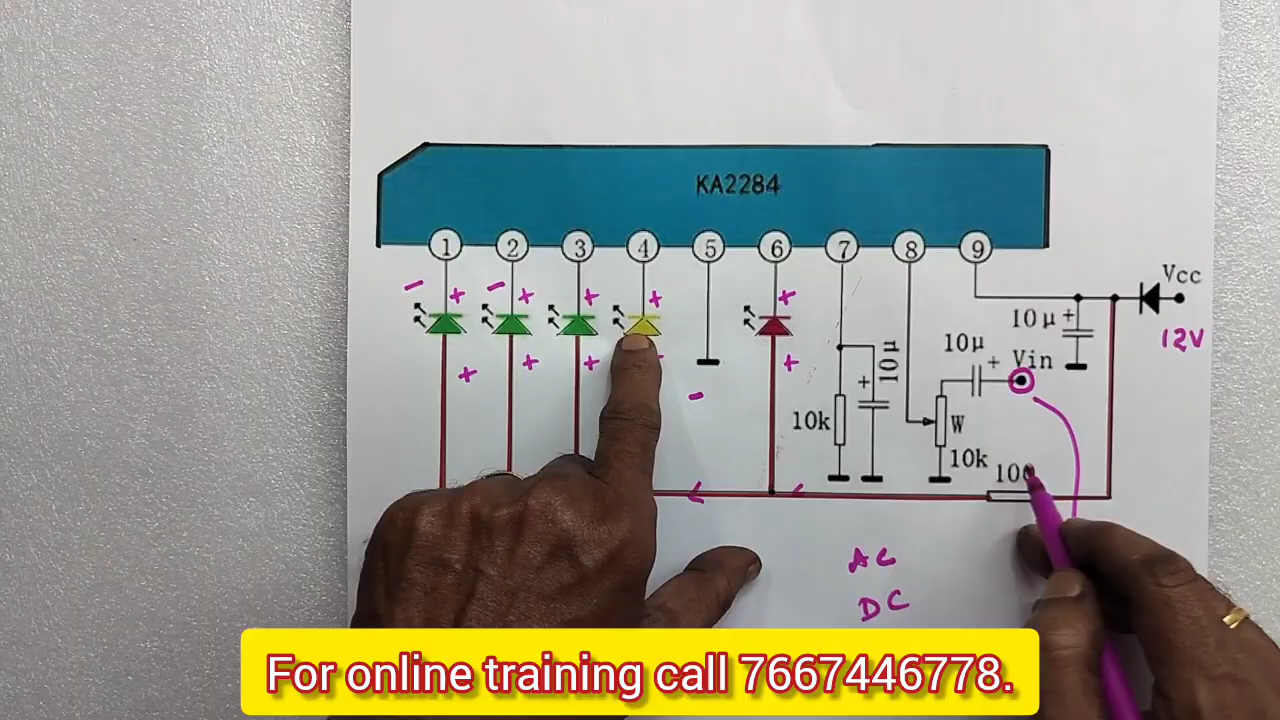 KA2284
1 2 3 4 5 6 7 8 9
- + - + + + +
Vcc
10μ +
12V
10μ
+ Vin
10μ
+
+ + + + -
10k
W
10k
AC
DC
For online training call 7667446778.